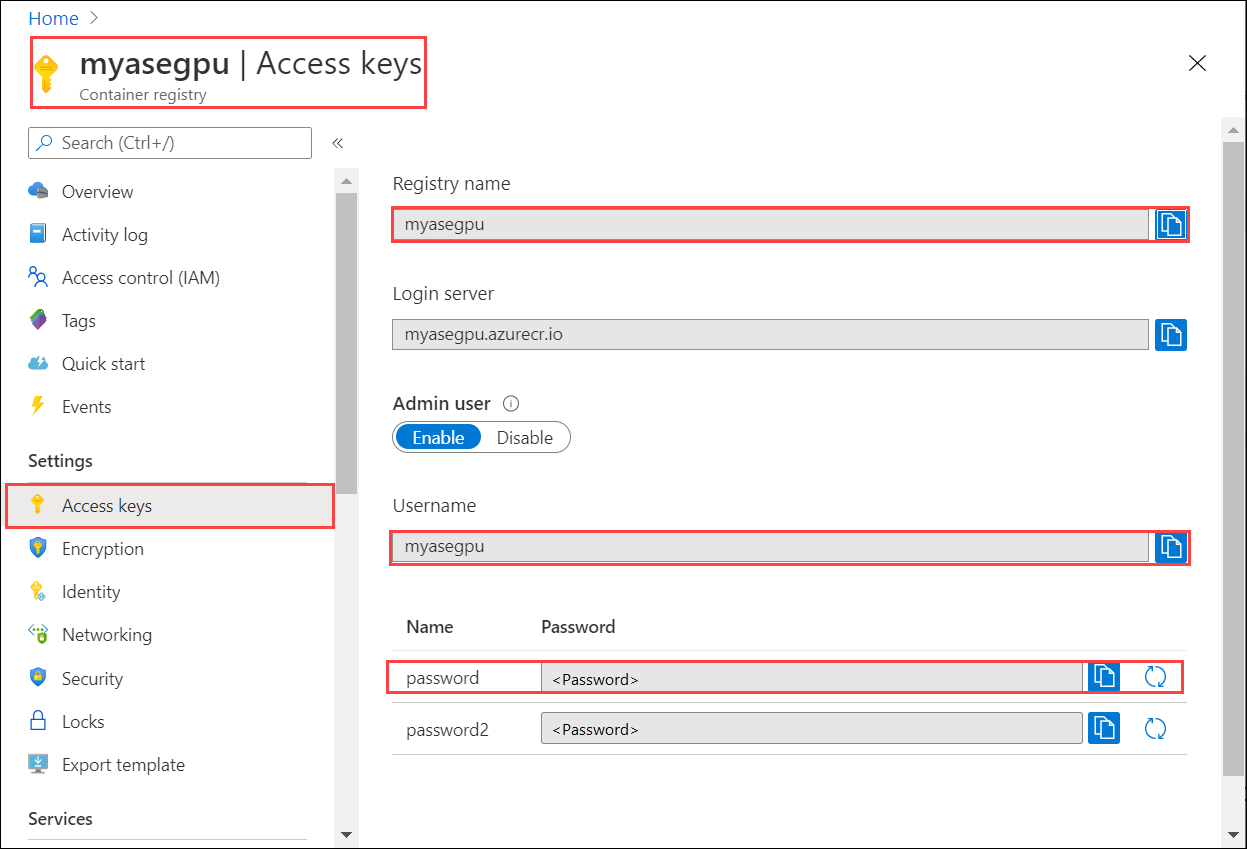 Home
myasegpu | Access keys
Container registry
Search (Ctrl+/)
«
Overview
Activity log
Access control (IAM)
Tags
Quick start
Events
Settings
Access keys
Encryption
Identity
Networking
Security
Locks
Export template
Services
Registry name
myasegpu
Login server
myasegpu.azurecr.io
Admin user
Enable Disable
Username
myasegpu
Name Password
password <Password>
password2 <Password>